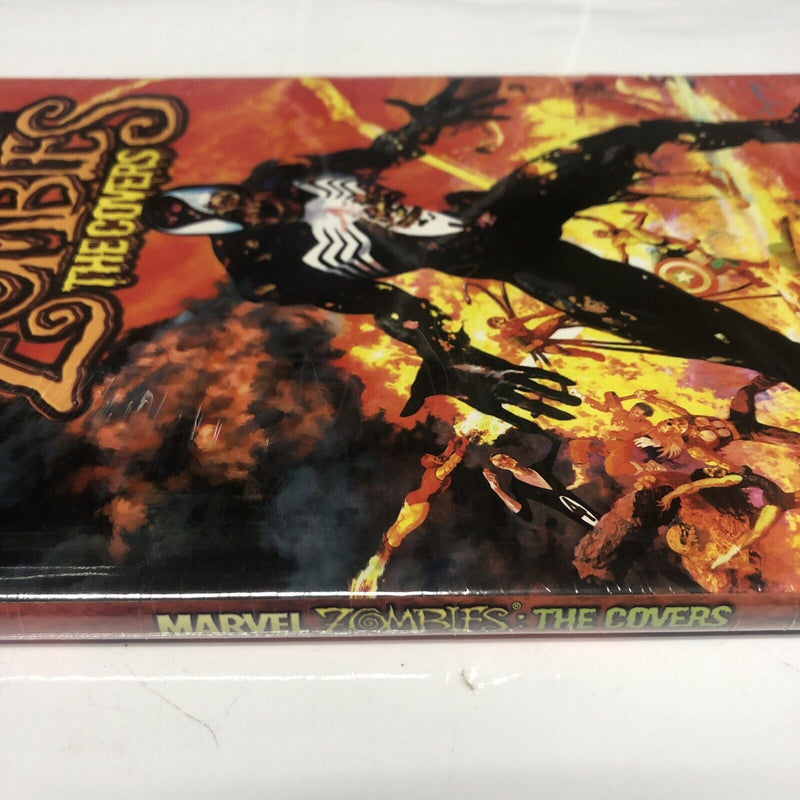 ZOMBIES
THE COVERS
MARVEL ZOMBIES®: THE COVERS